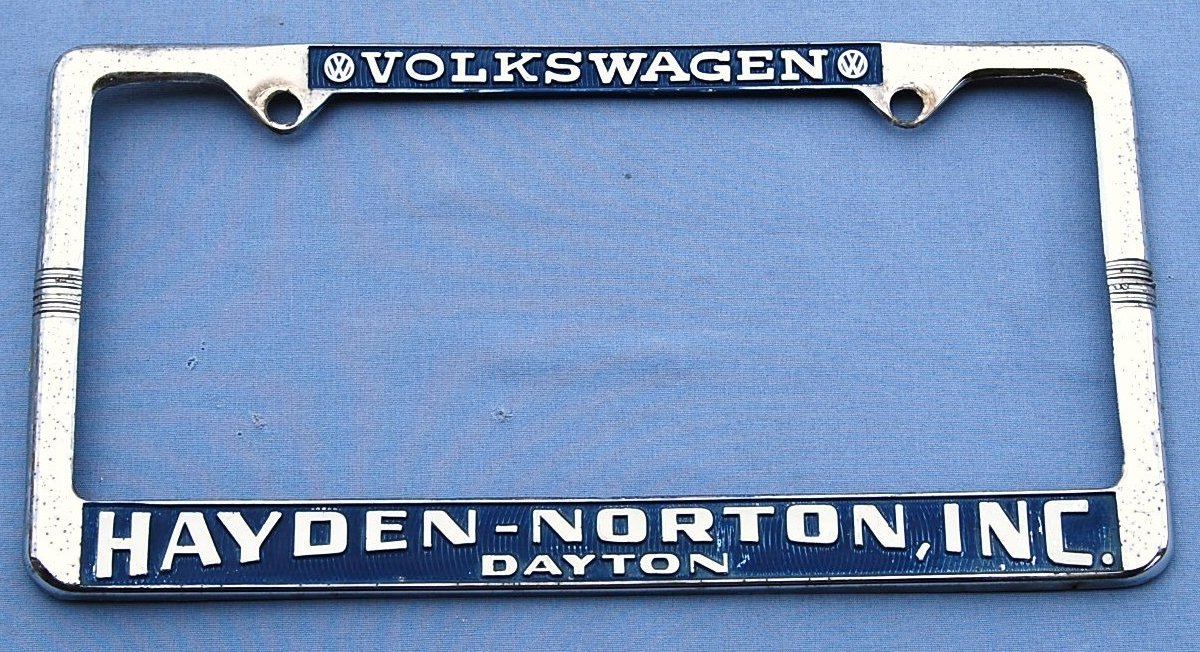 VOLKSWAGEN
HAYDEN-NORTON, INC.
DAYTON